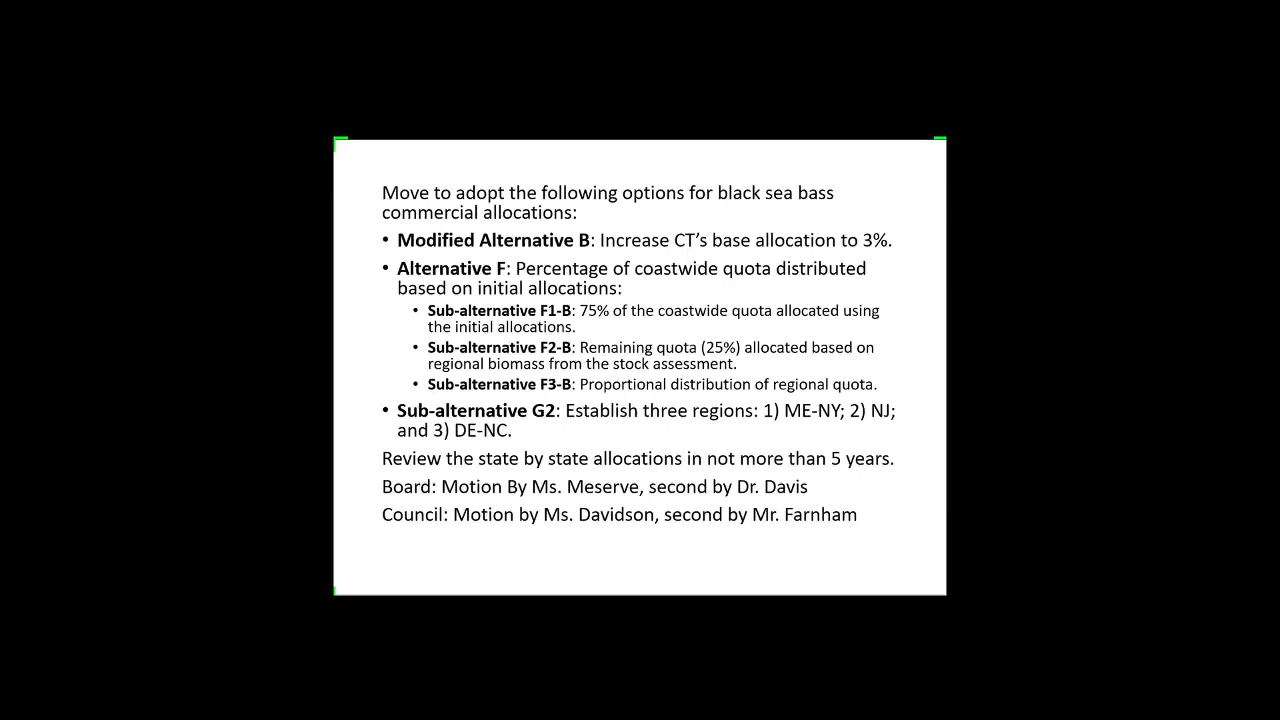 Move to adopt the following options for black sea bass
commercial allocations:
• Modified Alternative B: Increase CT’s base allocation to 3%.
• Alternative F: Percentage of coastwide quota distributed
based on initial allocations:
• Sub-alternative F1-B: 75% of the coastwide quota allocated using
the initial allocations.
• Sub-alternative F2-B: Remaining quota (25%) allocated based on
regional biomass from the stock assessment.
• Sub-alternative F3-B: Proportional distribution of regional quota.
• Sub-alternative G2: Establish three regions: 1) ME-NY; 2) NJ;
and 3) DE-NC.
Review the state by state allocations in not more than 5 years.
Board: Motion By Ms. Meserve, second by Dr. Davis
Council: Motion by Ms. Davidson, second by Mr. Farnham